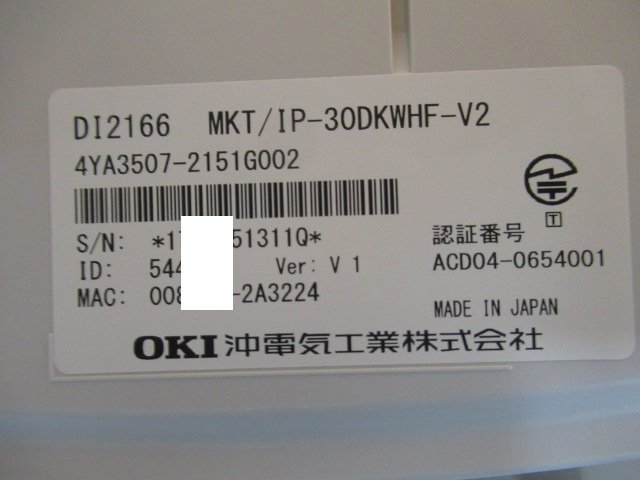 DI2166 MKT/IP-30DKWHF-V2
4YA3507-2151G002
S/N: *17 51311Q*
ID: 544 Ver: V 1
MAC: 008 -2A3224
T
認証番号
ACD04-0654001
MADE IN JAPAN
OKI 沖電気工業株式会社